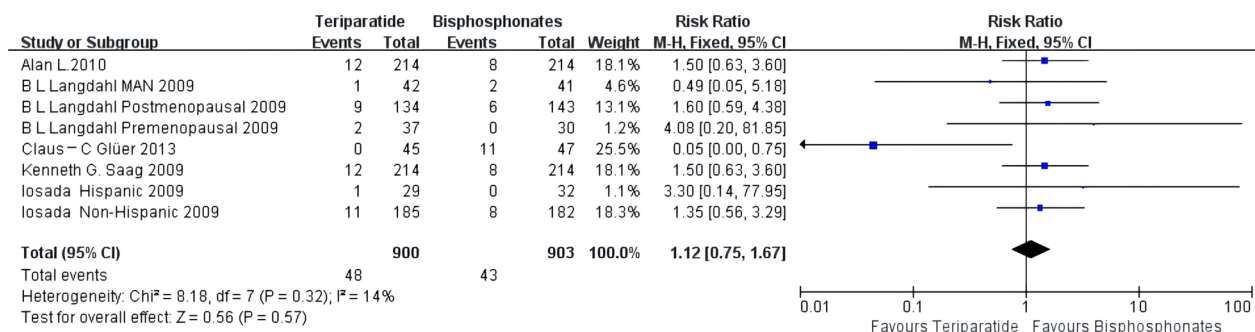 Teriparatide Bisphosphonates Risk Ratio Risk Ratio
Study or Subgroup Events Total Events Total Weight M-H, Fixed, 95% CI M-H, Fixed, 95% CI
Alan L.2010 12 214 8 214 18.1% 1.50 [0.63, 3.60]
B L Langdahl MAN 2009 1 42 2 41 4.6% 0.49 [0.05, 5.18]
B L Langdahl Postmenopausal 2009 9 134 6 143 13.1% 1.60 [0.59, 4.38]
B L Langdahl Premenopausal 2009 2 37 0 30 1.2% 4.08 [0.20, 81.85]
Claus－C Glüer 2013 0 45 11 47 25.5% 0.05 [0.00, 0.75]
Kenneth G. Saag 2009 12 214 8 214 18.1% 1.50 [0.63, 3.60]
losada Hispanic 2009 1 29 0 32 1.1% 3.30 [0.14, 77.95]
losada Non-Hispanic 2009 11 185 8 182 18.3% 1.35 [0.56, 3.29]
Total (95% CI) 900 903 100.0% 1.12 [0.75, 1.67]
Total events 48 43
Heterogeneity: Chi² = 8.18, df = 7 (P = 0.32); I² = 14%
Test for overall effect: Z = 0.56 (P = 0.57)
0.01 0.1 1 10 100
Favours Teriparatide Favours Bisphosphonates